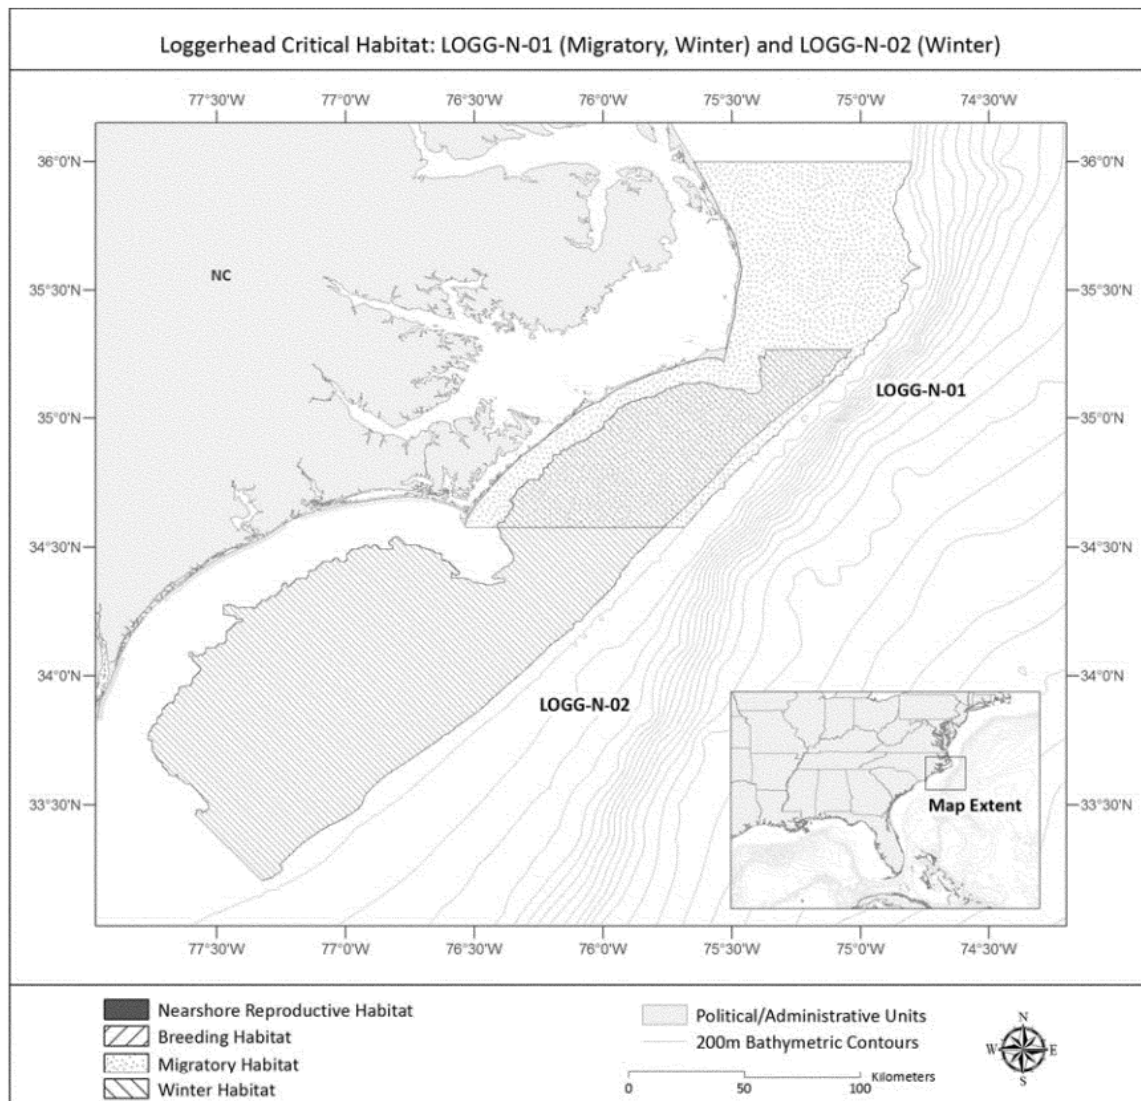 Loggerhead Critical Habitat: LOGG-N-01 (Migratory, Winter) and LOGG-N-02 (Winter)
77°30'W 77°0'W 76°30'W 76°0'W 75°30'W 75°0'W 74°30'W
36°0'N 36°0'N
NC
35°30'N 35°30'N
LOGG-N-01
35°0'N 35°0'N
34°30'N 34°30'N
34°0'N 34°0'N
LOGG-N-02
33°30'N 33°30'N
Map Extent
77°30'W 77°0'W 76°30'W 76°0'W 75°30'W 75°0'W 74°30'W
Nearshore Reproductive Habitat
Breeding Habitat
Migratory Habitat
Winter Habitat
Political/Administrative Units
200m Bathymetric Contours
Kilometers
0 50 100
N
W E
S